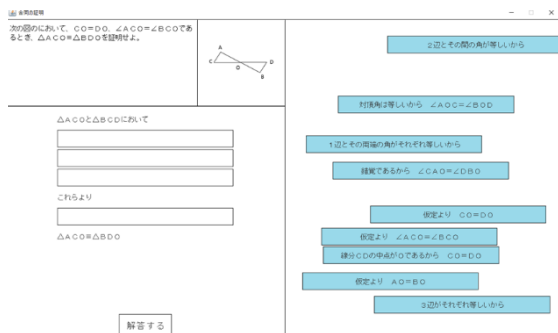 合同の証明
次の図のにおいて、CO=DO、∠ACO=∠BCOであ
るとき、△ACO≡△BDOを証明せよ。
A
C
O
D
B
△ACOと△BCDにおいて
これらより
△ACO≡△BDO
解答する
2辺とその間の角が等しいから
対頂角は等しいから ∠AOC=∠BOD
1辺とその両端の角がそれぞれ等しいから
錯覚であるから ∠CAO=∠DBO
仮定より CO=DO
仮定より ∠ACO=∠BCO
線分CDの中点がOであるから CO=DO
仮定より AO=BO
3辺がそれぞれ等しいから